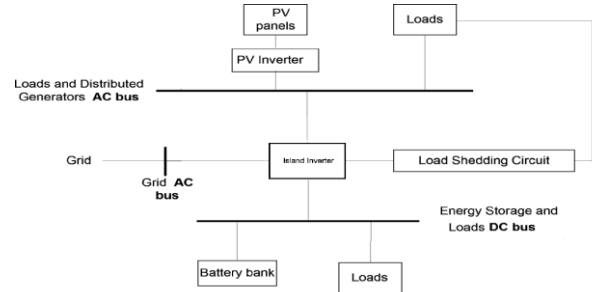 PV
panels
Loads
PV Inverter
Loads and Distributed
Generators AC bus
Grid
Island Inverter
Load Shedding Circuit
Grid AC
bus
Energy Storage and
Loads DC bus
Battery bank
Loads